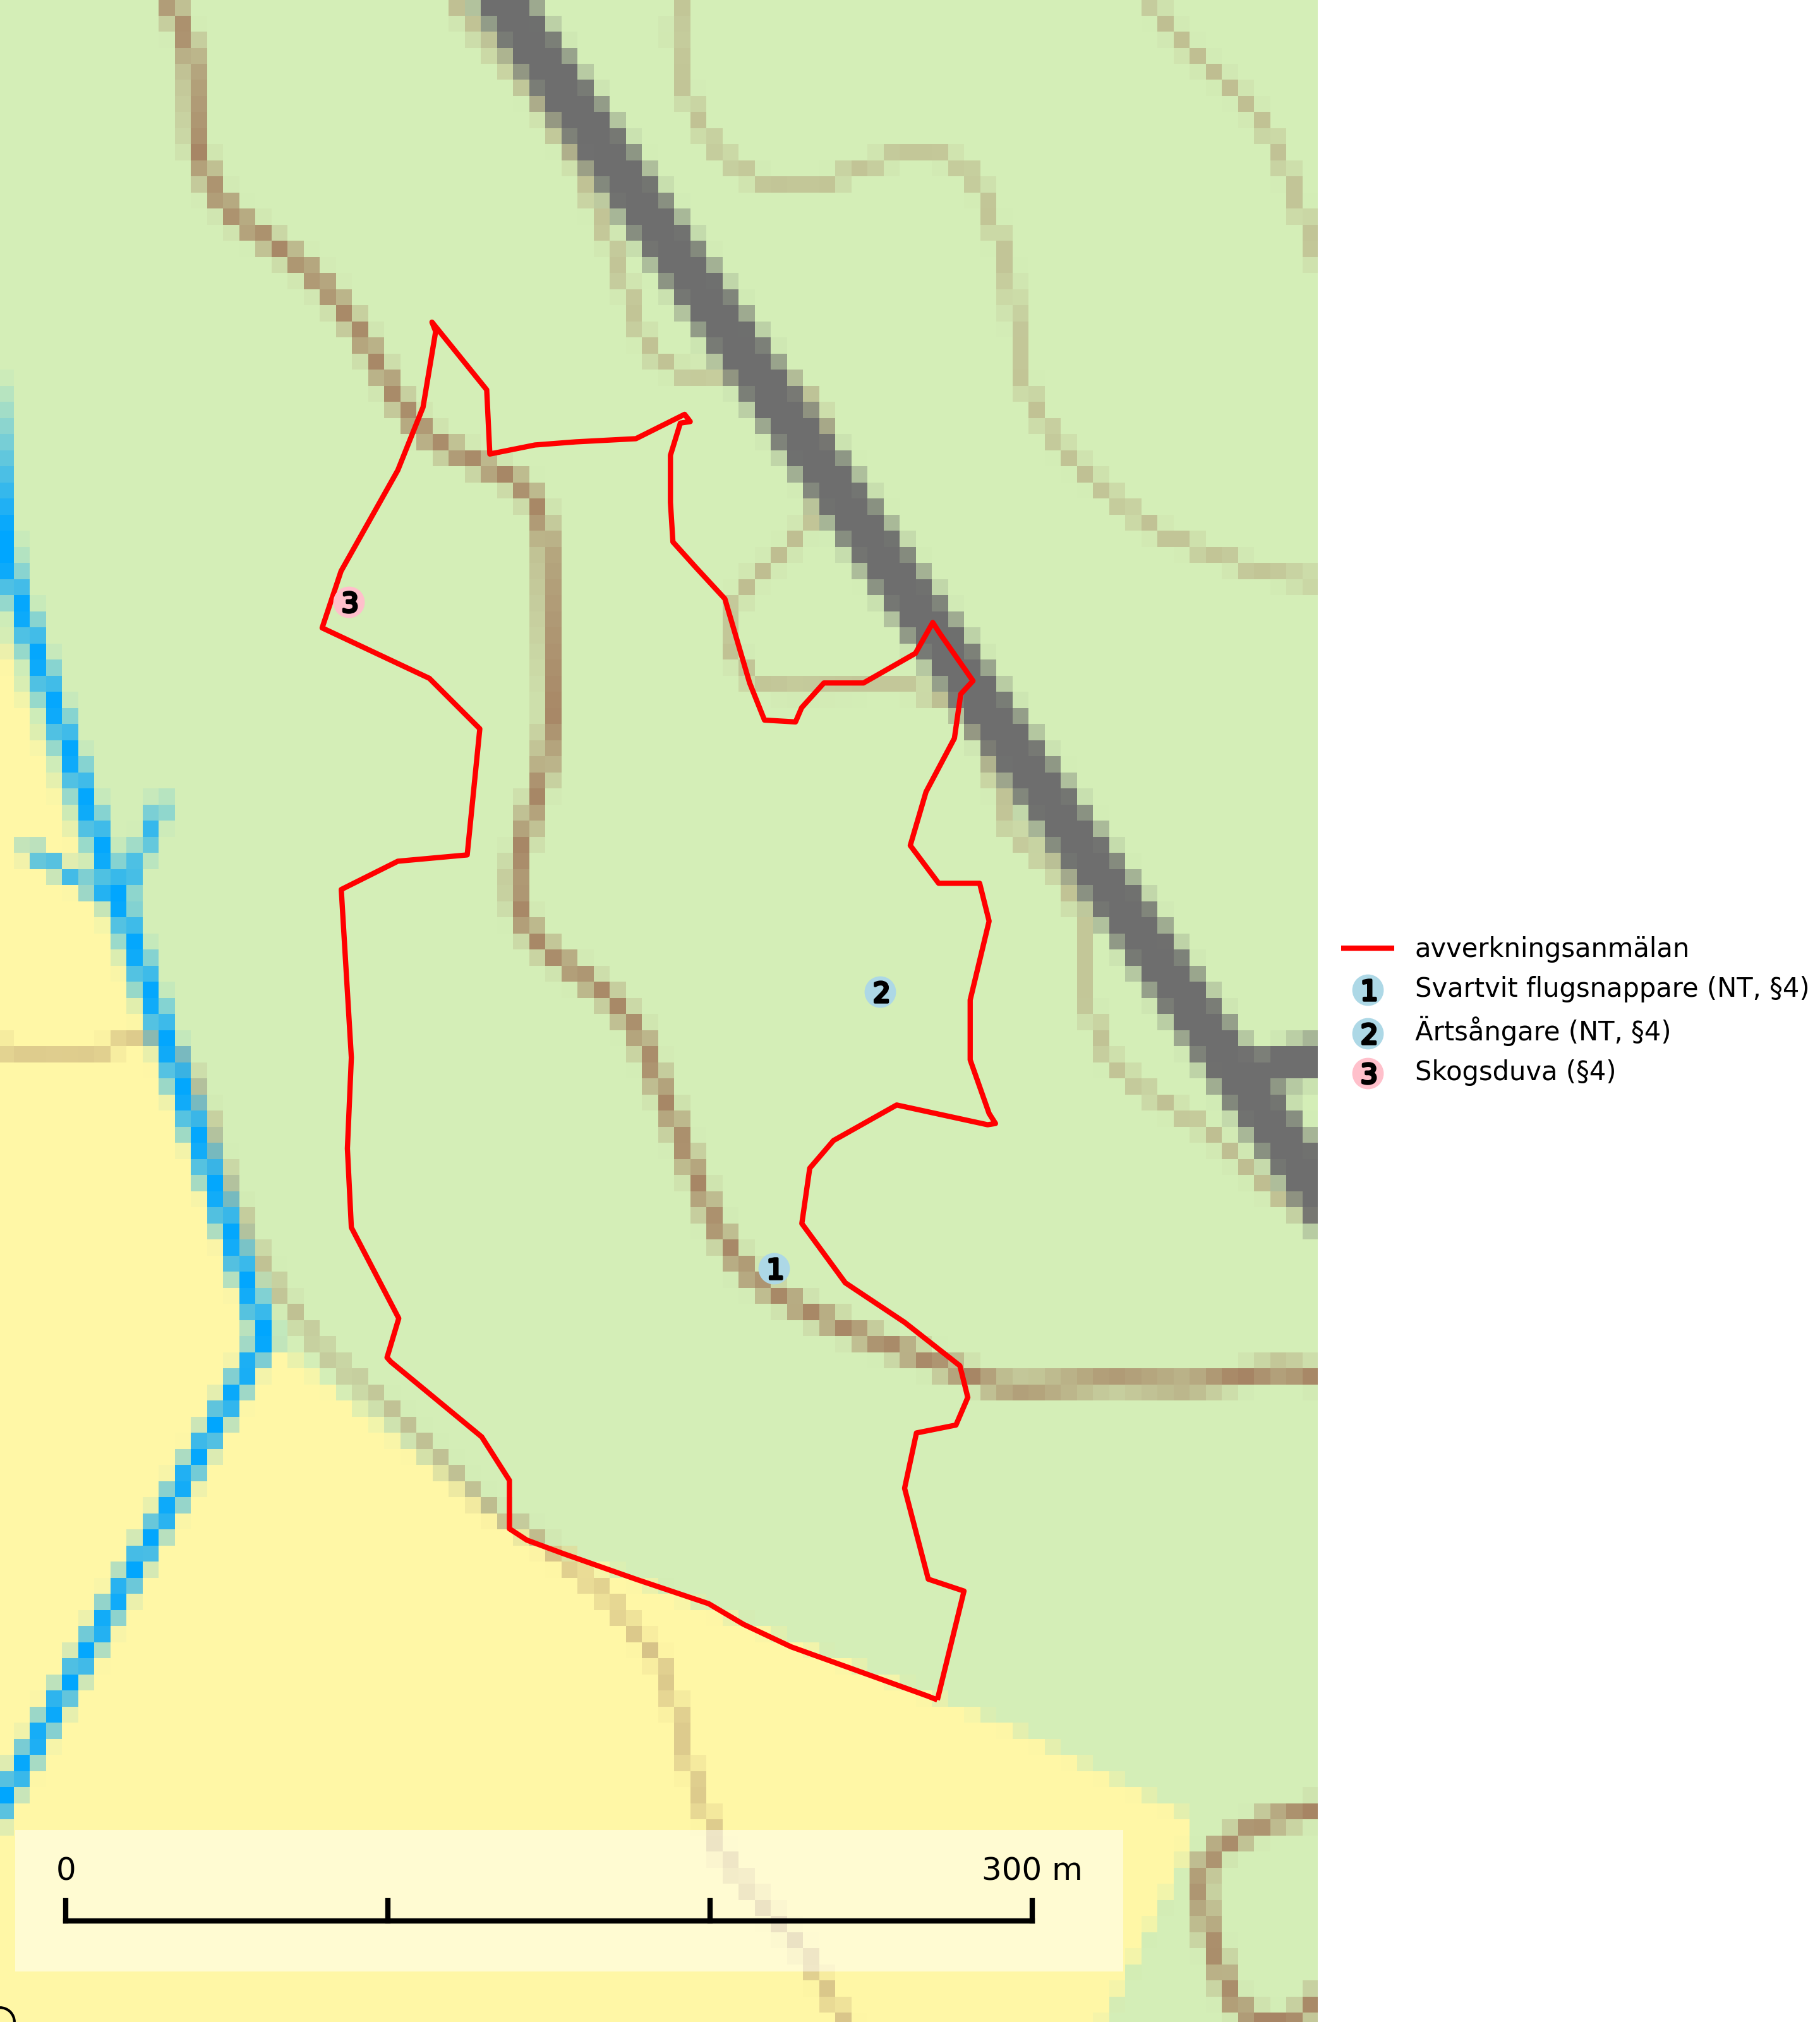 3
2
1
avverkningsanmälan
1 Svartvit flugsnappare (NT, §4)
2 Ärtsångare (NT, §4)
3 Skogsduva (§4)
0 300 m